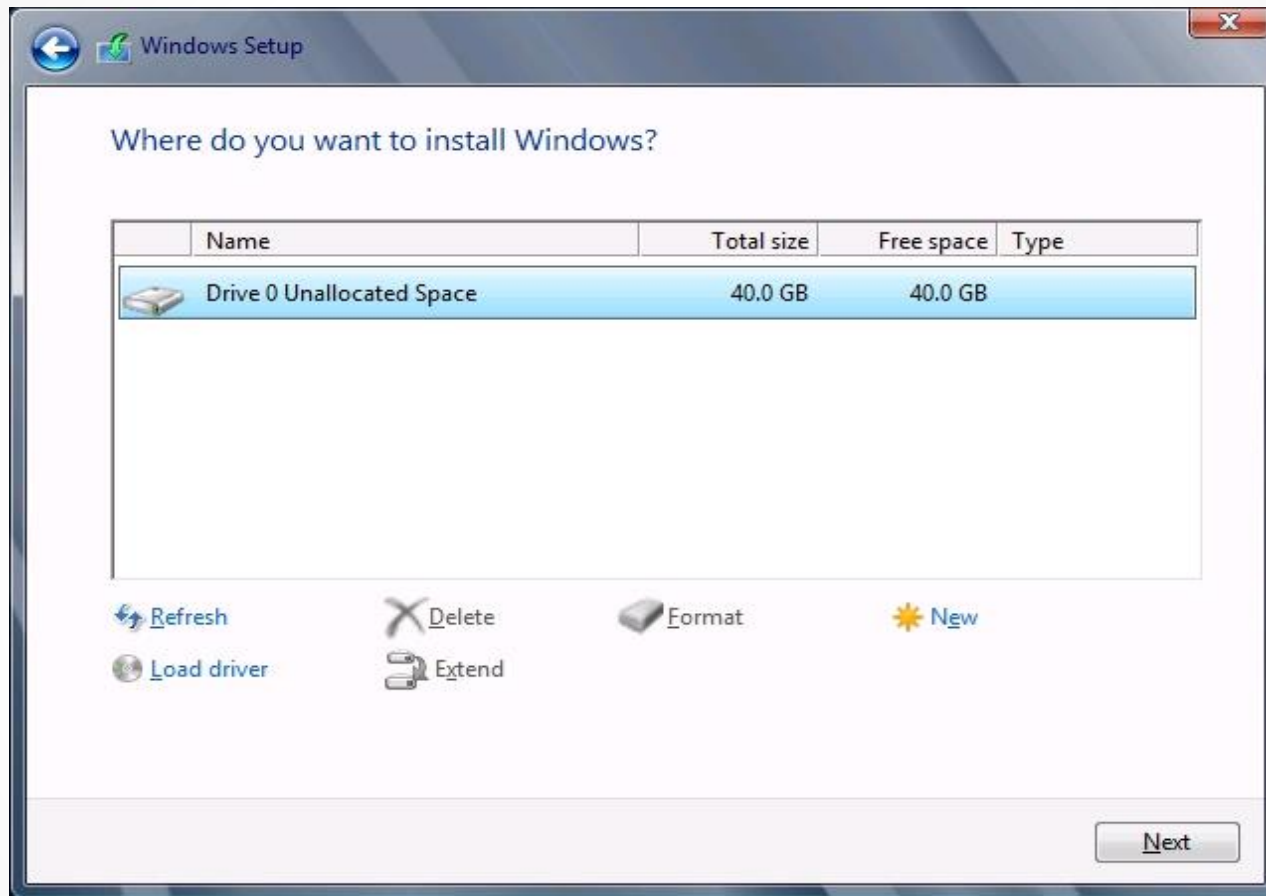 Windows Setup
Where do you want to install Windows?
Name Total size Free space Type
Drive 0 Unallocated Space 40.0 GB 40.0 GB
Refresh Delete Format New
Load driver Extend
Next